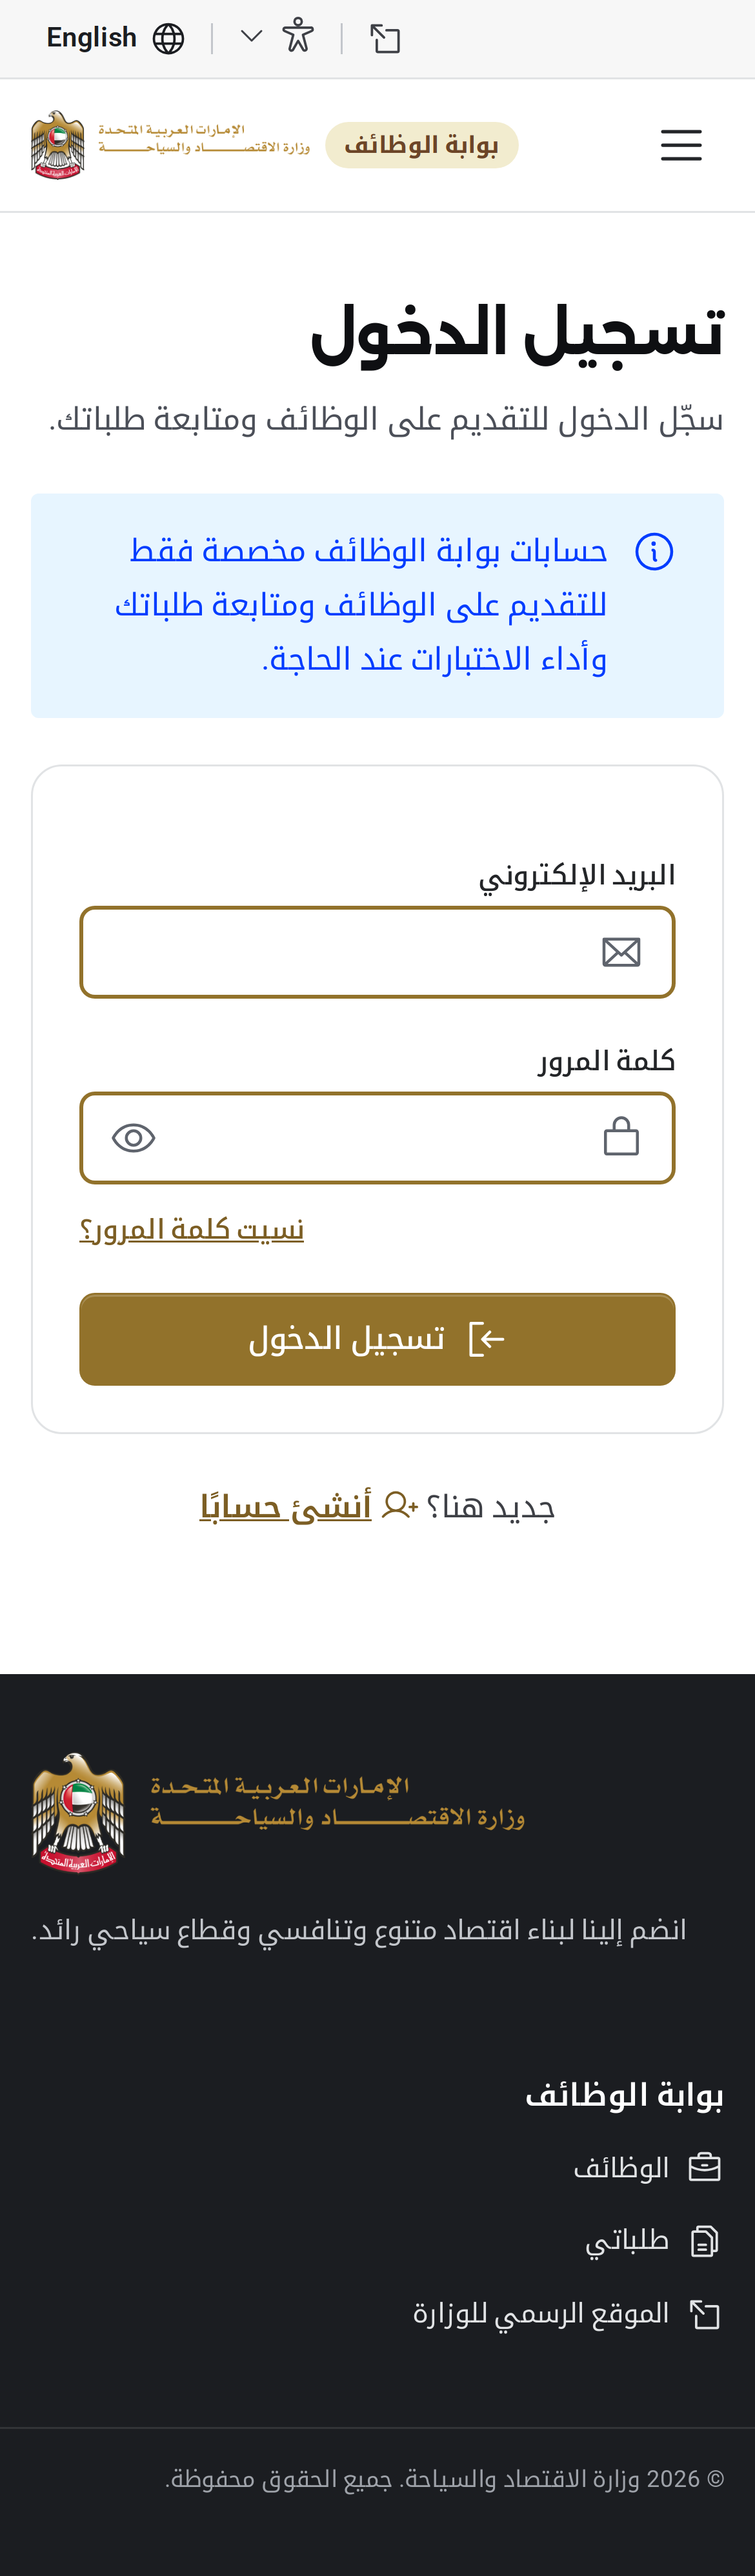 English
الإمارات العربية المتحدة
وزارة الاقتصاد والسياحة
بوابة الوظائف
تسجيل الدخول
سجّل الدخول للتقديم على الوظائف ومتابعة طلباتك.
حسابات بوابة الوظائف مخصصة فقط
للتقديم على الوظائف ومتابعة طلباتك
وأداء الاختبارات عند الحاجة.
البريد الإلكتروني
كلمة المرور
نسيت كلمة المرور؟
تسجيل الدخول
جديد هنا؟ أنشئ حسابًا
الإمارات العربية المتحدة
وزارة الاقتصاد والسياحة
الإمارات العربية المتحدة
انضم إلينا لبناء اقتصاد متنوع وتنافسي وقطاع سياحي رائد.
بوابة الوظائف
الوظائف
طلباتي
الموقع الرسمي للوزارة
© 2026 وزارة الاقتصاد والسياحة. جميع الحقوق محفوظة.